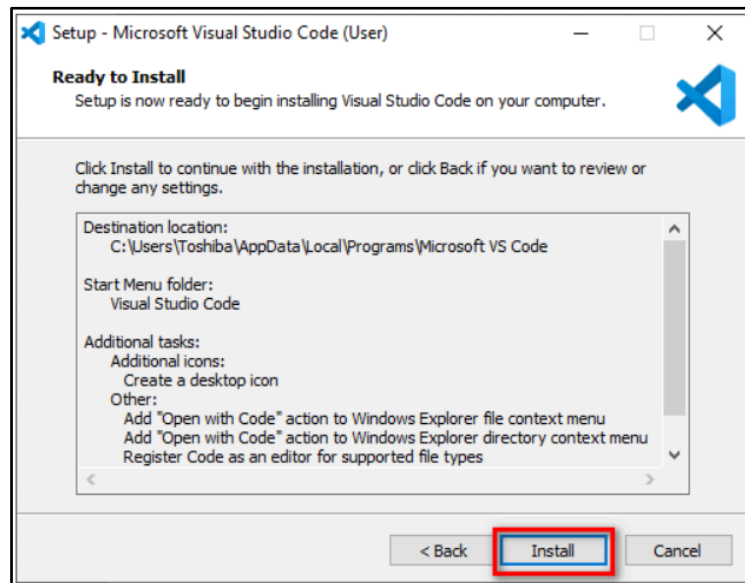 Setup - Microsoft Visual Studio Code (User)
Ready to Install
Setup is now ready to begin installing Visual Studio Code on your computer.
Click Install to continue with the installation, or click Back if you want to review or
change any settings.
Destination location:
C:\Users\Toshiba\AppData\Local\Programs\Microsoft VS Code
Start Menu folder:
Visual Studio Code
Additional tasks:
Additional icons:
Create a desktop icon
Other:
Add "Open with Code" action to Windows Explorer file context menu
Add "Open with Code" action to Windows Explorer directory context menu
Register Code as an editor for supported file types
< Back Install Cancel